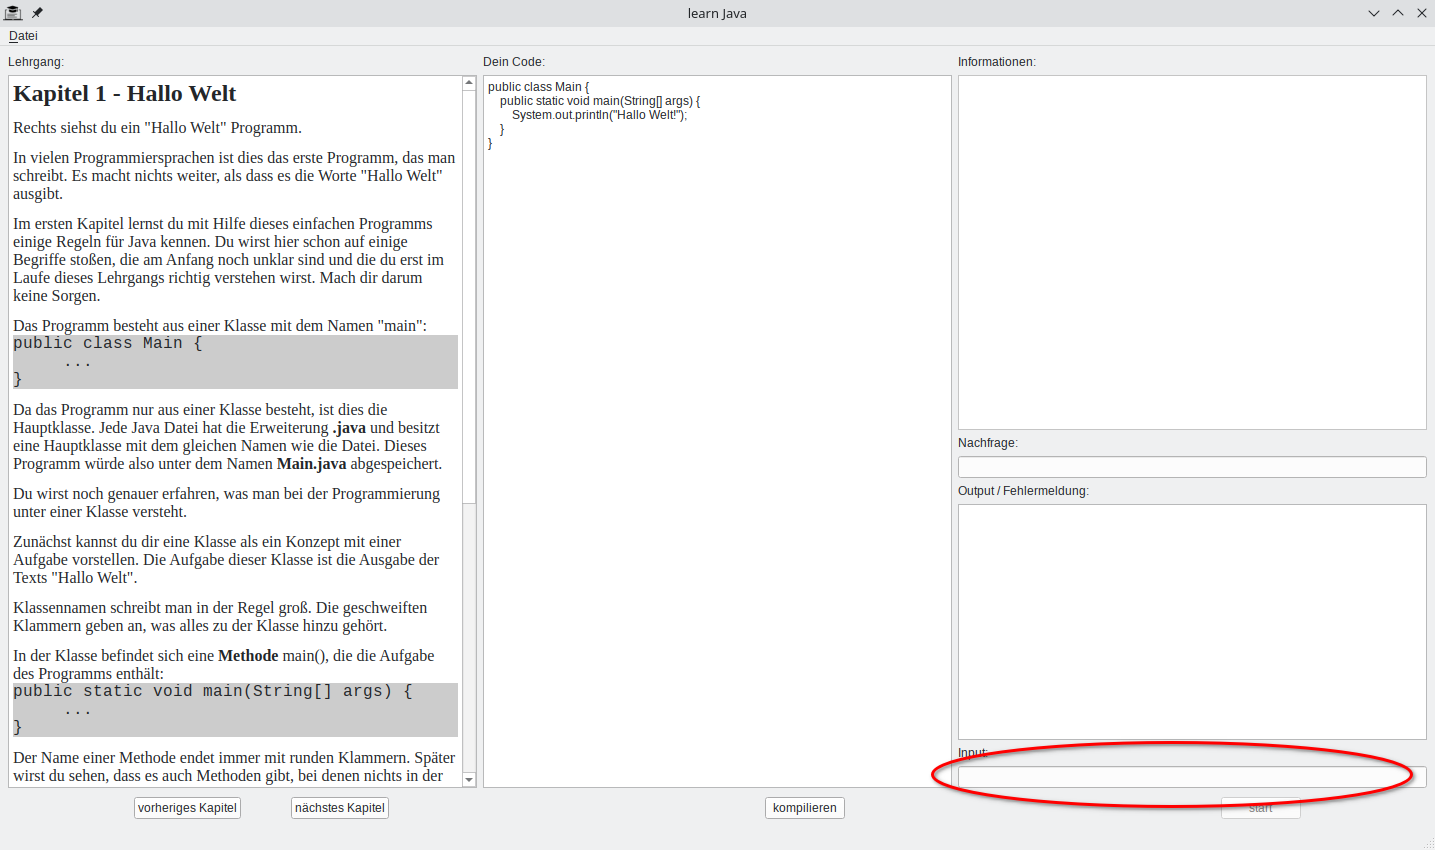 learn Java
Datei
Lehrgang:
Kapitel 1 - Hallo Welt
Rechts siehst du ein "Hallo Welt" Programm.
In vielen Programmiersprachen ist dies das erste Programm, das man
schreibt. Es macht nichts weiter, als dass es die Worte "Hallo Welt"
ausgibt.
Im ersten Kapitel lernst du mit Hilfe dieses einfachen Programms
einige Regeln für Java kennen. Du wirst hier schon auf einige
Begriffe stoßen, die am Anfang noch unklar sind und die du erst im
Laufe dieses Lehrgangs richtig verstehen wirst. Mach dir darum
keine Sorgen.
Das Programm besteht aus einer Klasse mit dem Namen "main":
public class Main {
...
}
Da das Programm nur aus einer Klasse besteht, ist dies die
Hauptklasse. Jede Java Datei hat die Erweiterung .java und besitzt
eine Hauptklasse mit dem gleichen Namen wie die Datei. Dieses
Programm würde also unter dem Namen Main.java abgespeichert.
Du wirst noch genauer erfahren, was man bei der Programmierung
unter einer Klasse versteht.
Zunächst kannst du dir eine Klasse als ein Konzept mit einer
Aufgabe vorstellen. Die Aufgabe dieser Klasse ist die Ausgabe der
Texts "Hallo Welt".
Klassennamen schreibt man in der Regel groß. Die geschweiften
Klammern geben an, was alles zu der Klasse hinzu gehört.
In der Klasse befindet sich eine Methode main(), die die Aufgabe
des Programms enthält:
public static void main(String[] args) {
...
}
Der Name einer Methode endet immer mit runden Klammern. Später
wirst du sehen, dass es auch Methoden gibt, bei denen nichts in der
vorheriges Kapitel
nächstes Kapitel
Dein Code:
public class Main {
public static void main(String[] args) {
System.out.println("Hallo Welt!");
}
}
kompilieren
Informationen:
Nachfrage:
Output / Fehlermeldung:
Input:
start